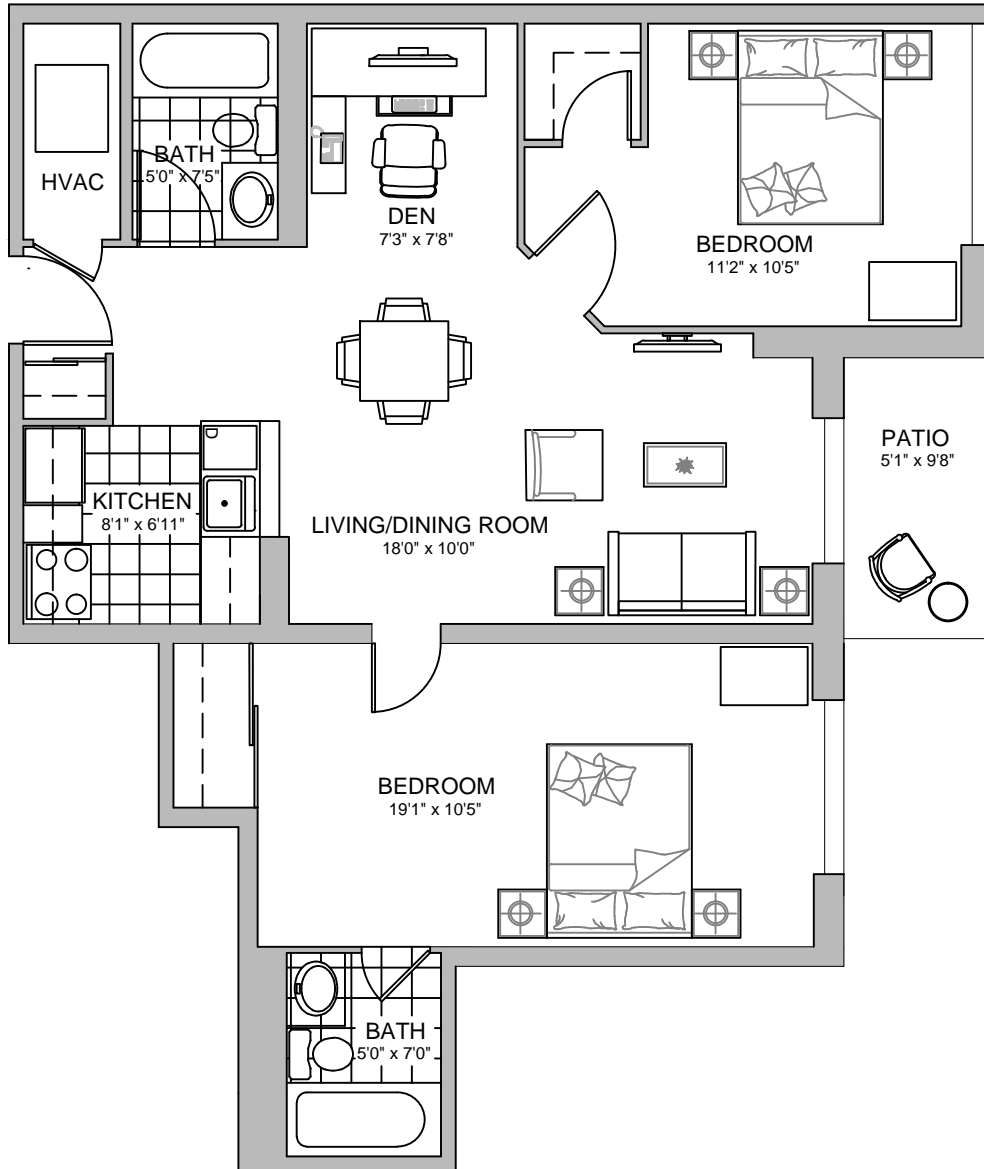 HVAC
BATH
5'0" x 7'5"
DEN
7'3" x 7'8"
BEDROOM
11'2" x 10'5"
PATIO
5'1" x 9'8"
KITCHEN
8'1" x 6'11"
LIVING/DINING ROOM
18'0" x 10'0"
BEDROOM
19'1" x 10'5"
BATH
5'0" x 7'0"